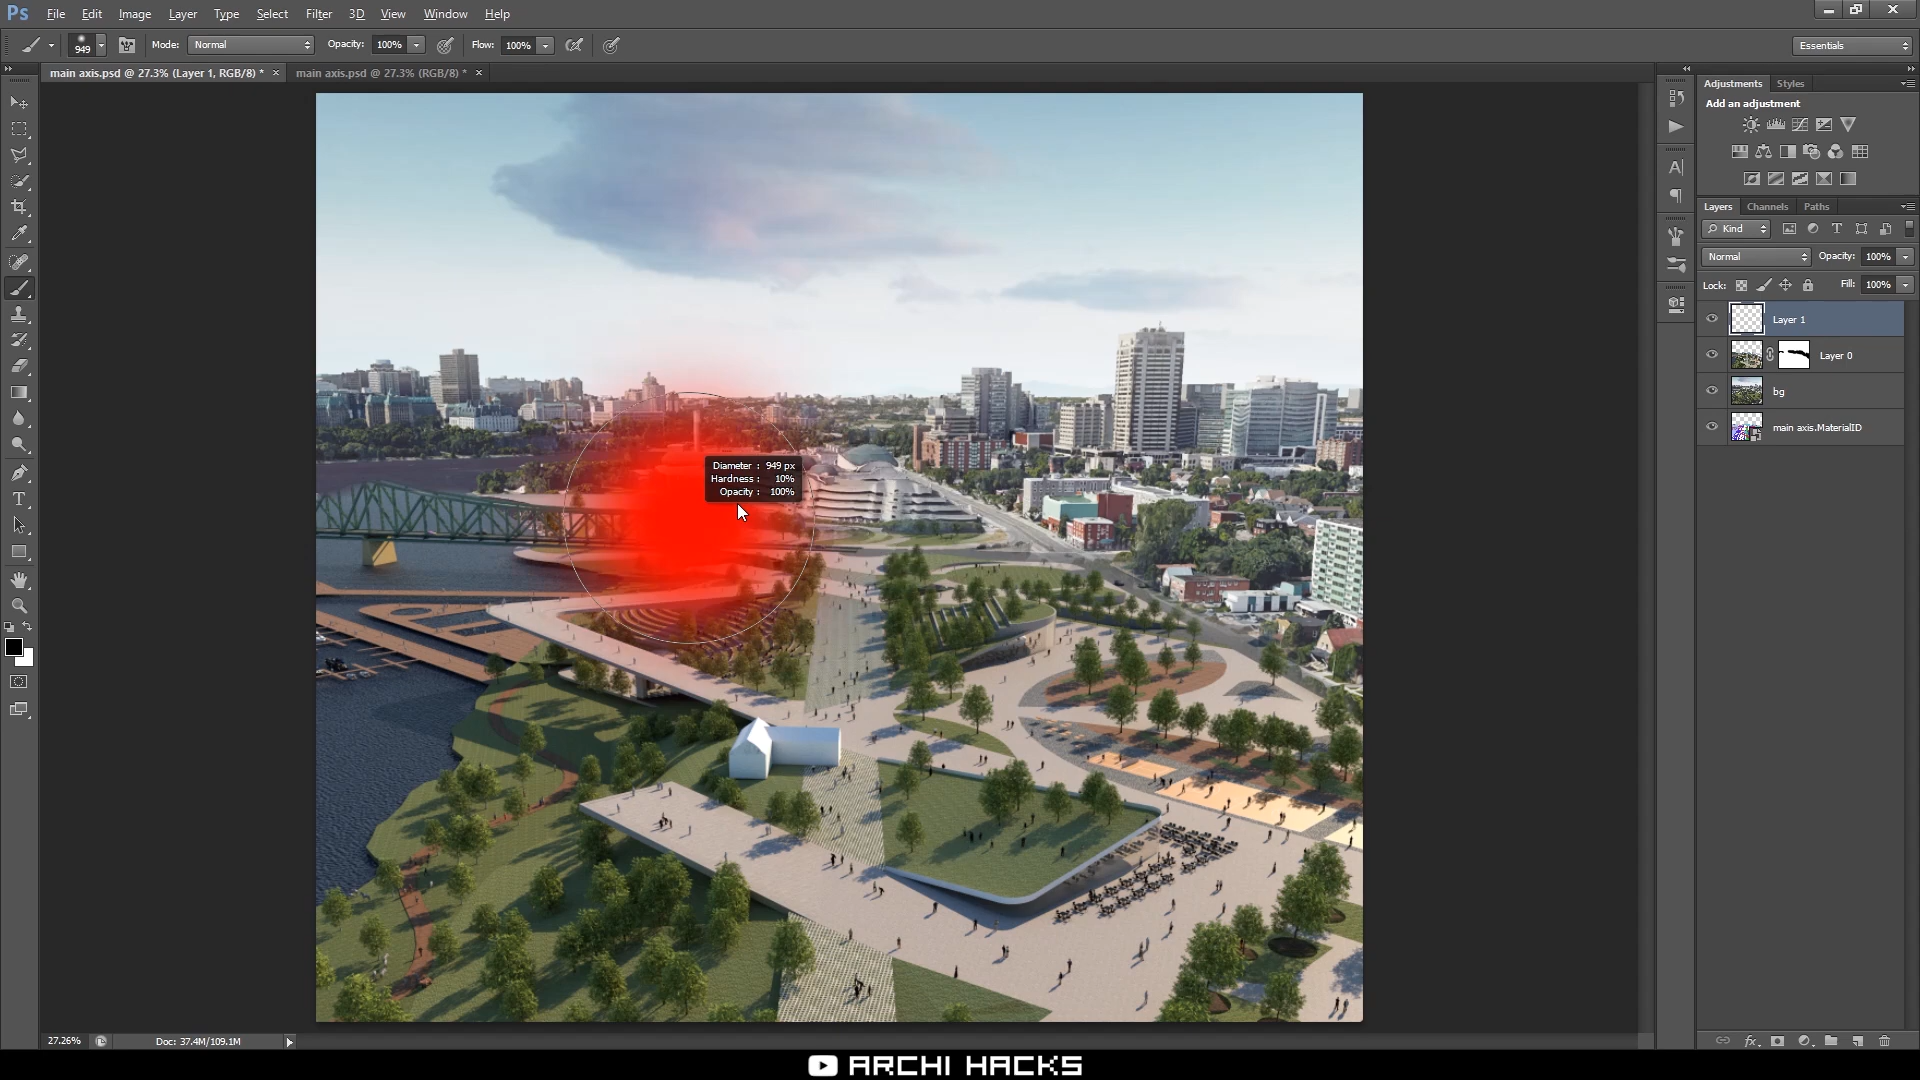 Ps File Edit Image Layer Type Select Filter 3D View Window Help
949 Mode: Normal Opacity: 100% Flow: 100% Essentials
main axis.psd @ 27.3% (Layer 1, RGB/8) * × main axis.psd @ 27.3% (RGB/8) * ×
Adjustments Styles
Add an adjustment
Layers Channels Paths
Kind
Normal Opacity: 100%
Lock: Fill: 100%
Layer 1
Layer 0
bg
main axis.MaterialID
Diameter : 949 px
Hardness : 10%
Opacity : 100%
27.26% Doc: 37.4M/109.1M
ARCHI HACKS